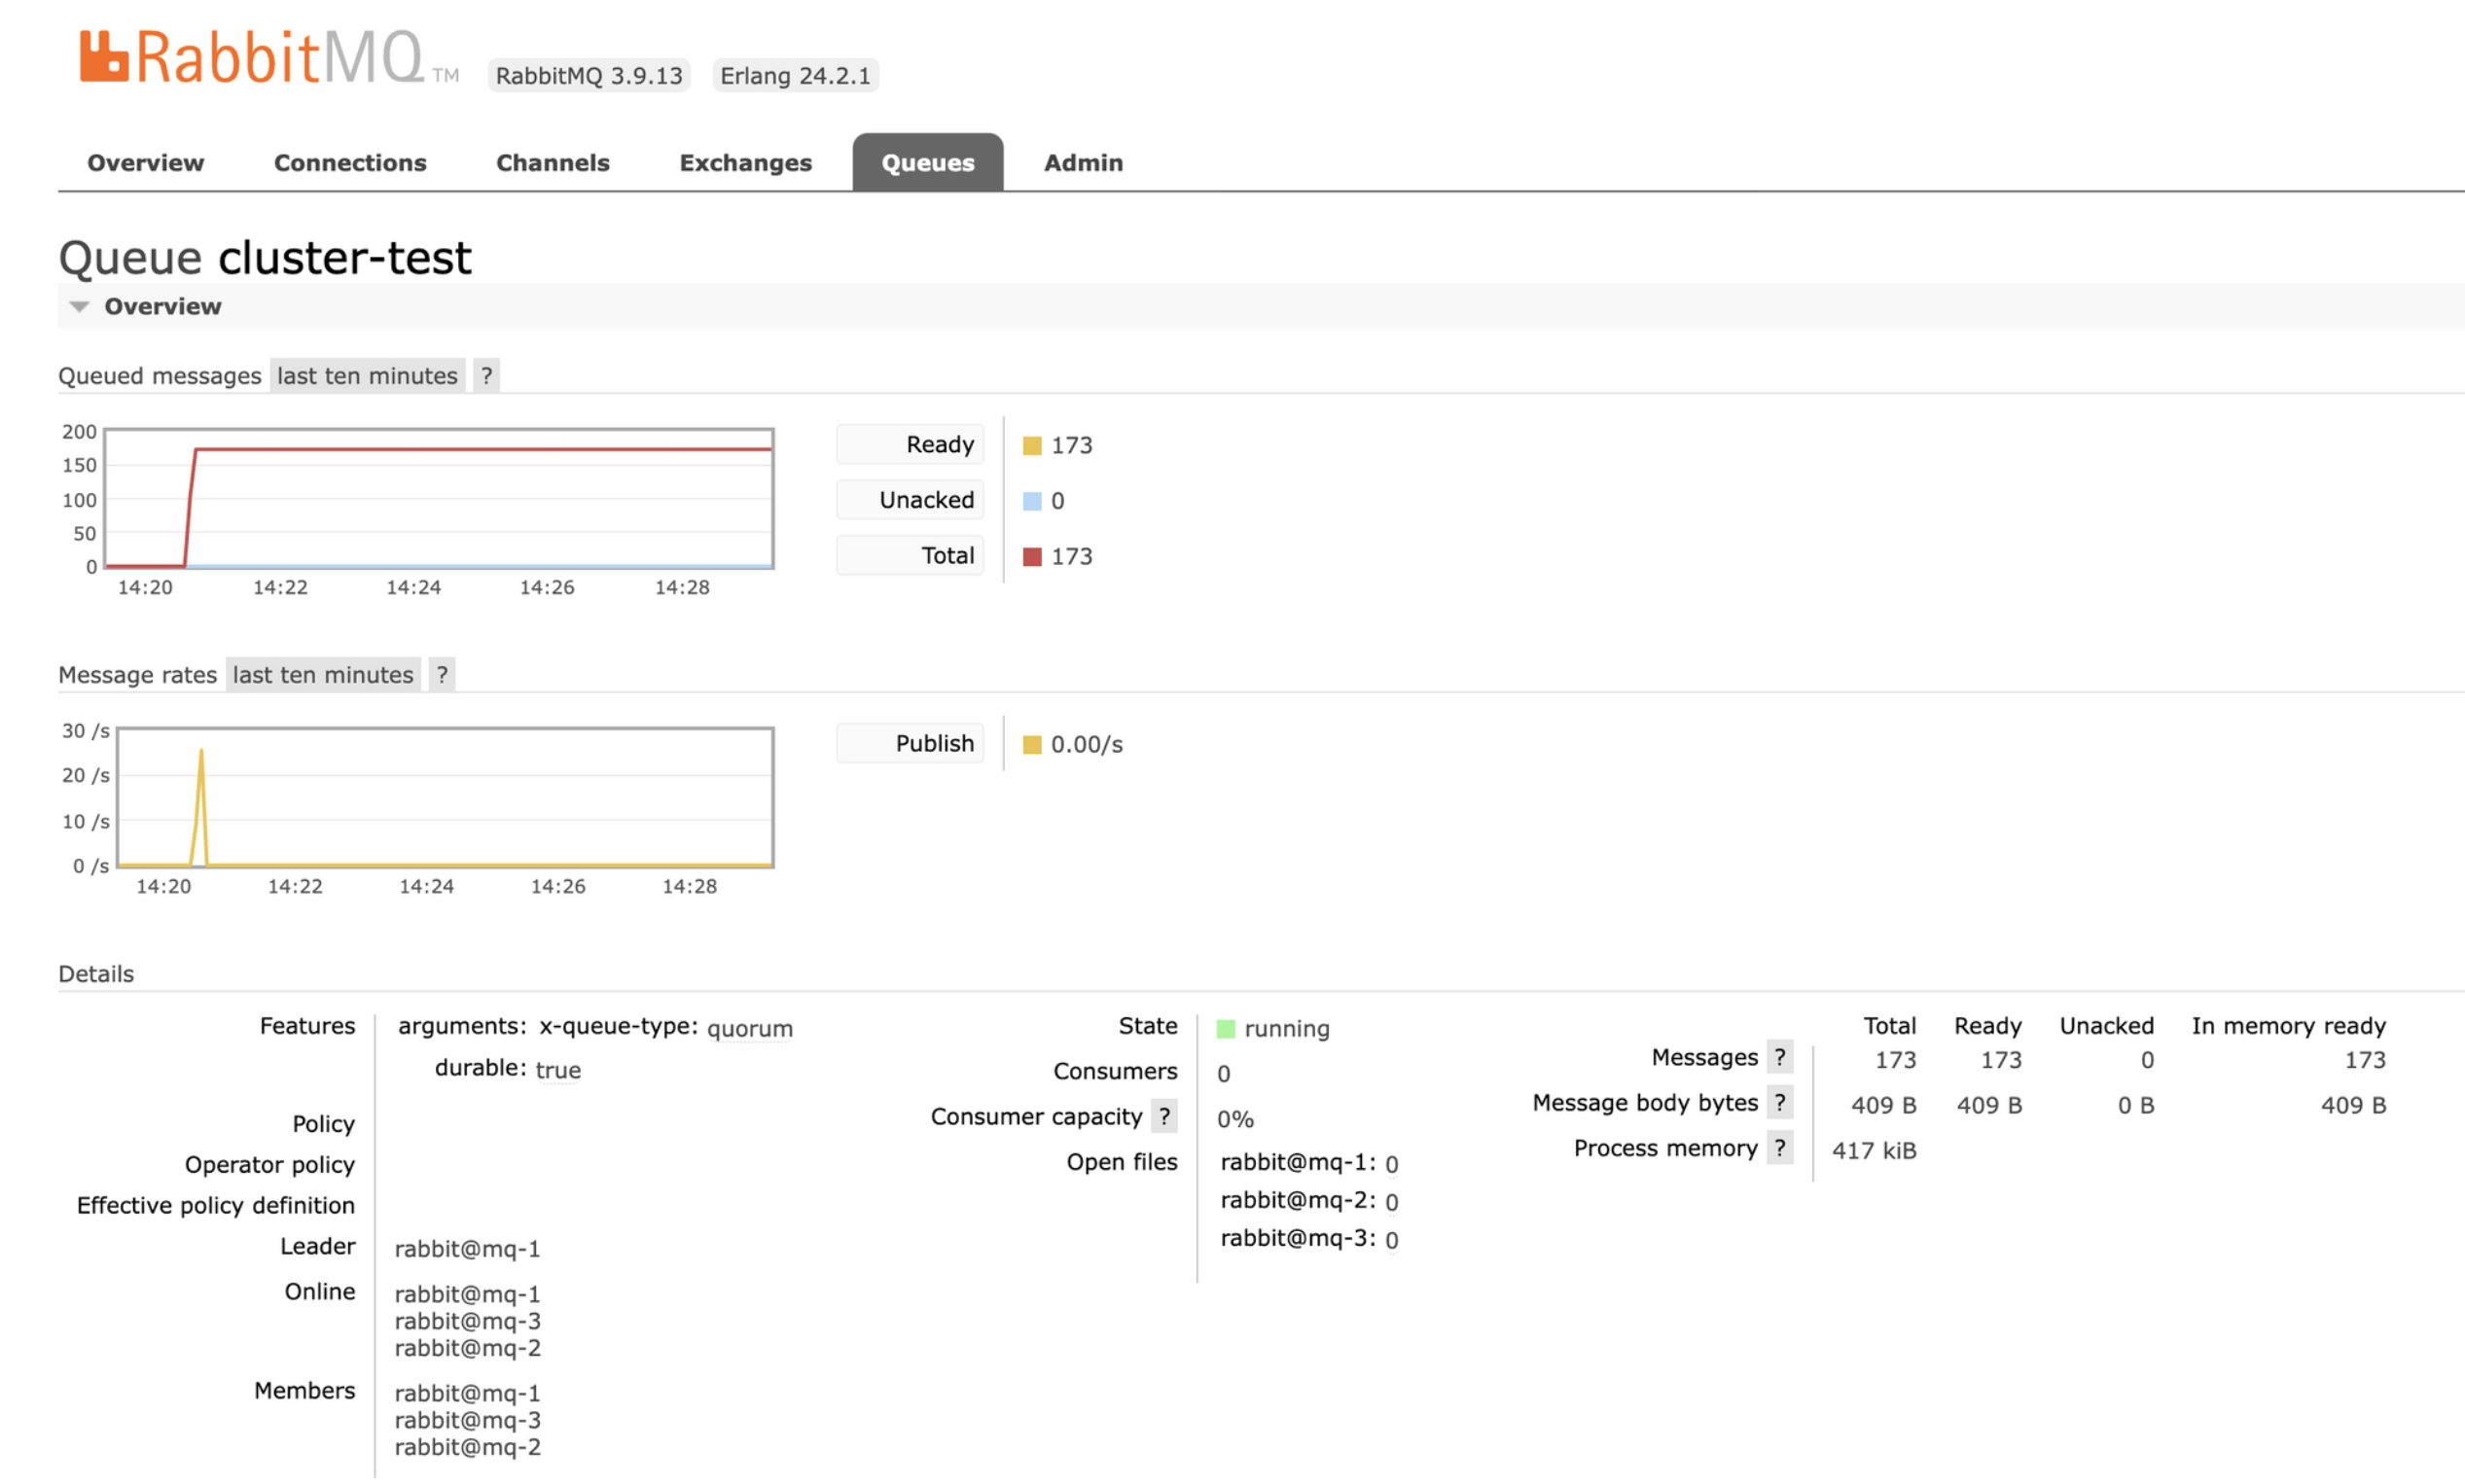 RabbitMQ TM RabbitMQ 3.9.13 Erlang 24.2.1
Overview Connections Channels Exchanges Queues Admin
Queue cluster-test
Overview
Queued messages last ten minutes ?
200
150
100
50
0
14:20 14:22 14:24 14:26 14:28
Ready 173
Unacked 0
Total 173
Message rates last ten minutes ?
30 /s
20 /s
10 /s
0 /s
14:20 14:22 14:24 14:26 14:28
Publish 0.00/s
Details
Features arguments: x-queue-type: quorum
durable: true
Policy
Operator policy
Effective policy definition
Leader rabbit@mq-1
Online rabbit@mq-1
rabbit@mq-3
rabbit@mq-2
Members rabbit@mq-1
rabbit@mq-3
rabbit@mq-2
State running
Consumers 0
Consumer capacity ? 0%
Open files rabbit@mq-1: 0
rabbit@mq-2: 0
rabbit@mq-3: 0
Total Ready Unacked In memory ready
Messages ? 173 173 0 173
Message body bytes ? 409 B 409 B 0 B 409 B
Process memory ? 417 kiB